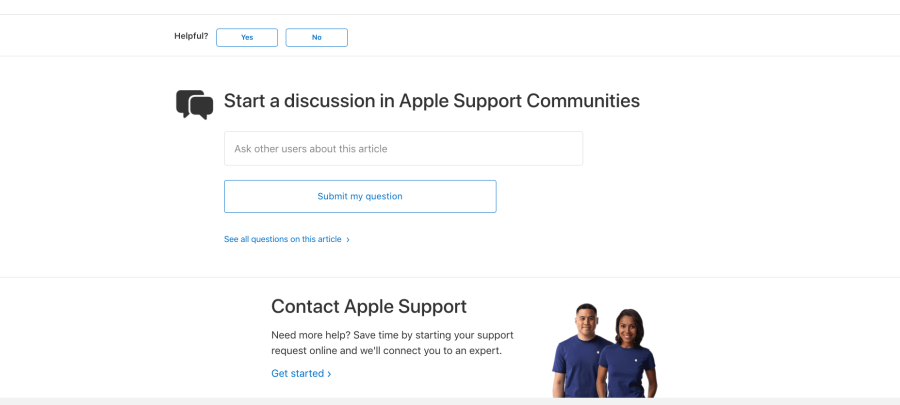 Helpful? Yes No
Start a discussion in Apple Support Communities
Ask other users about this article
Submit my question
See all questions on this article ›
Contact Apple Support
Need more help? Save time by starting your support
request online and we'll connect you to an expert.
Get started ›